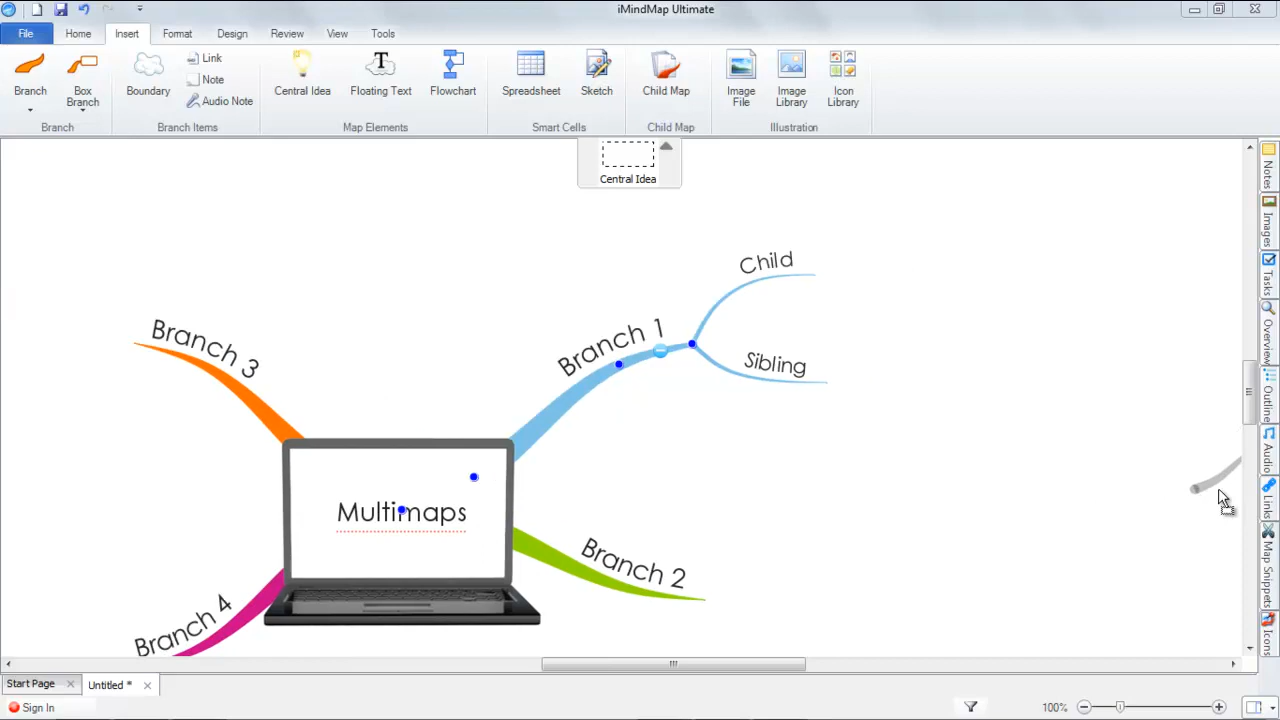 iMindMap Ultimate
File Home Insert Format Design Review View Tools
Branch
Box Branch
Branch
Boundary
Link
Note
Audio Note
Branch Items
Central Idea
Floating Text
Flowchart
Map Elements
Spreadsheet
Sketch
Smart Cells
Child Map
Child Map
Image File
Image Library
Icon Library
Illustration
Central Idea
Child
Branch 1
Sibling
Branch 3
Multimaps
Branch 2
Branch 4
Notes
Images
Tasks
Overview
Outline
Audio
Links
Map Snippets
Icons
Start Page
Untitled *
Sign In
100%